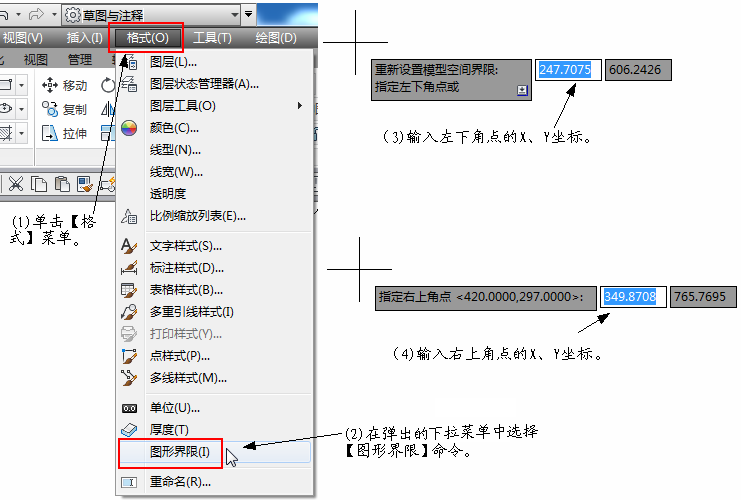 草图与注释
视图(V) 插入(I) 格式(O) 工具(T) 绘图(D)
视图 管理
移动
复制
拉伸
图层(L)...
图层状态管理器(A)...
图层工具(O)
颜色(C)...
线型(N)...
线宽(W)...
透明度
比例缩放列表(E)...
文字样式(S)...
标注样式(D)...
表格样式(B)...
多重引线样式(I)
打印样式(Y)...
点样式(P)...
多线样式(M)...
单位(U)...
厚度(T)
图形界限(I)
重命名(R)...
(1)单击【格
式】菜单。
重新设置模型空间界限:
指定左下角点或
247.7075 606.2426
(3)输入左下角点的X、Y坐标。
指定右上角点 <420.0000,297.0000>: 349.8708 765.7695
(4)输入右上角点的X、Y坐标。
(2)在弹出的下拉菜单中选择
【图形界限】命令。